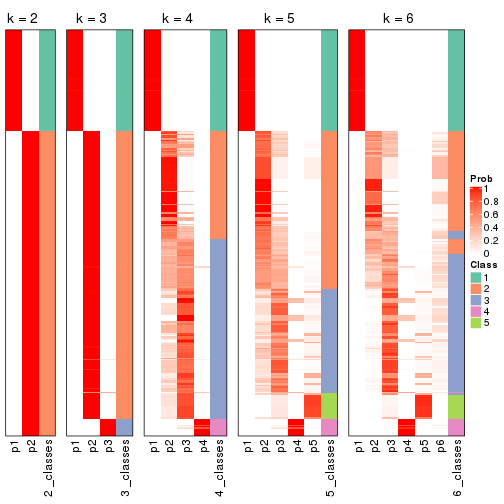 k = 2 k = 3 k = 4 k = 5 k = 6
p1 p2 2_classes p1 p2 p3 3_classes p1 p2 p3 p4 4_classes p1 p2 p3 p4 p5 5_classes p1 p2 p3 p4 p5 p6 6_classes
Prob
1
0.8
0.6
0.4
0.2
0
Class
1
2
3
4
5